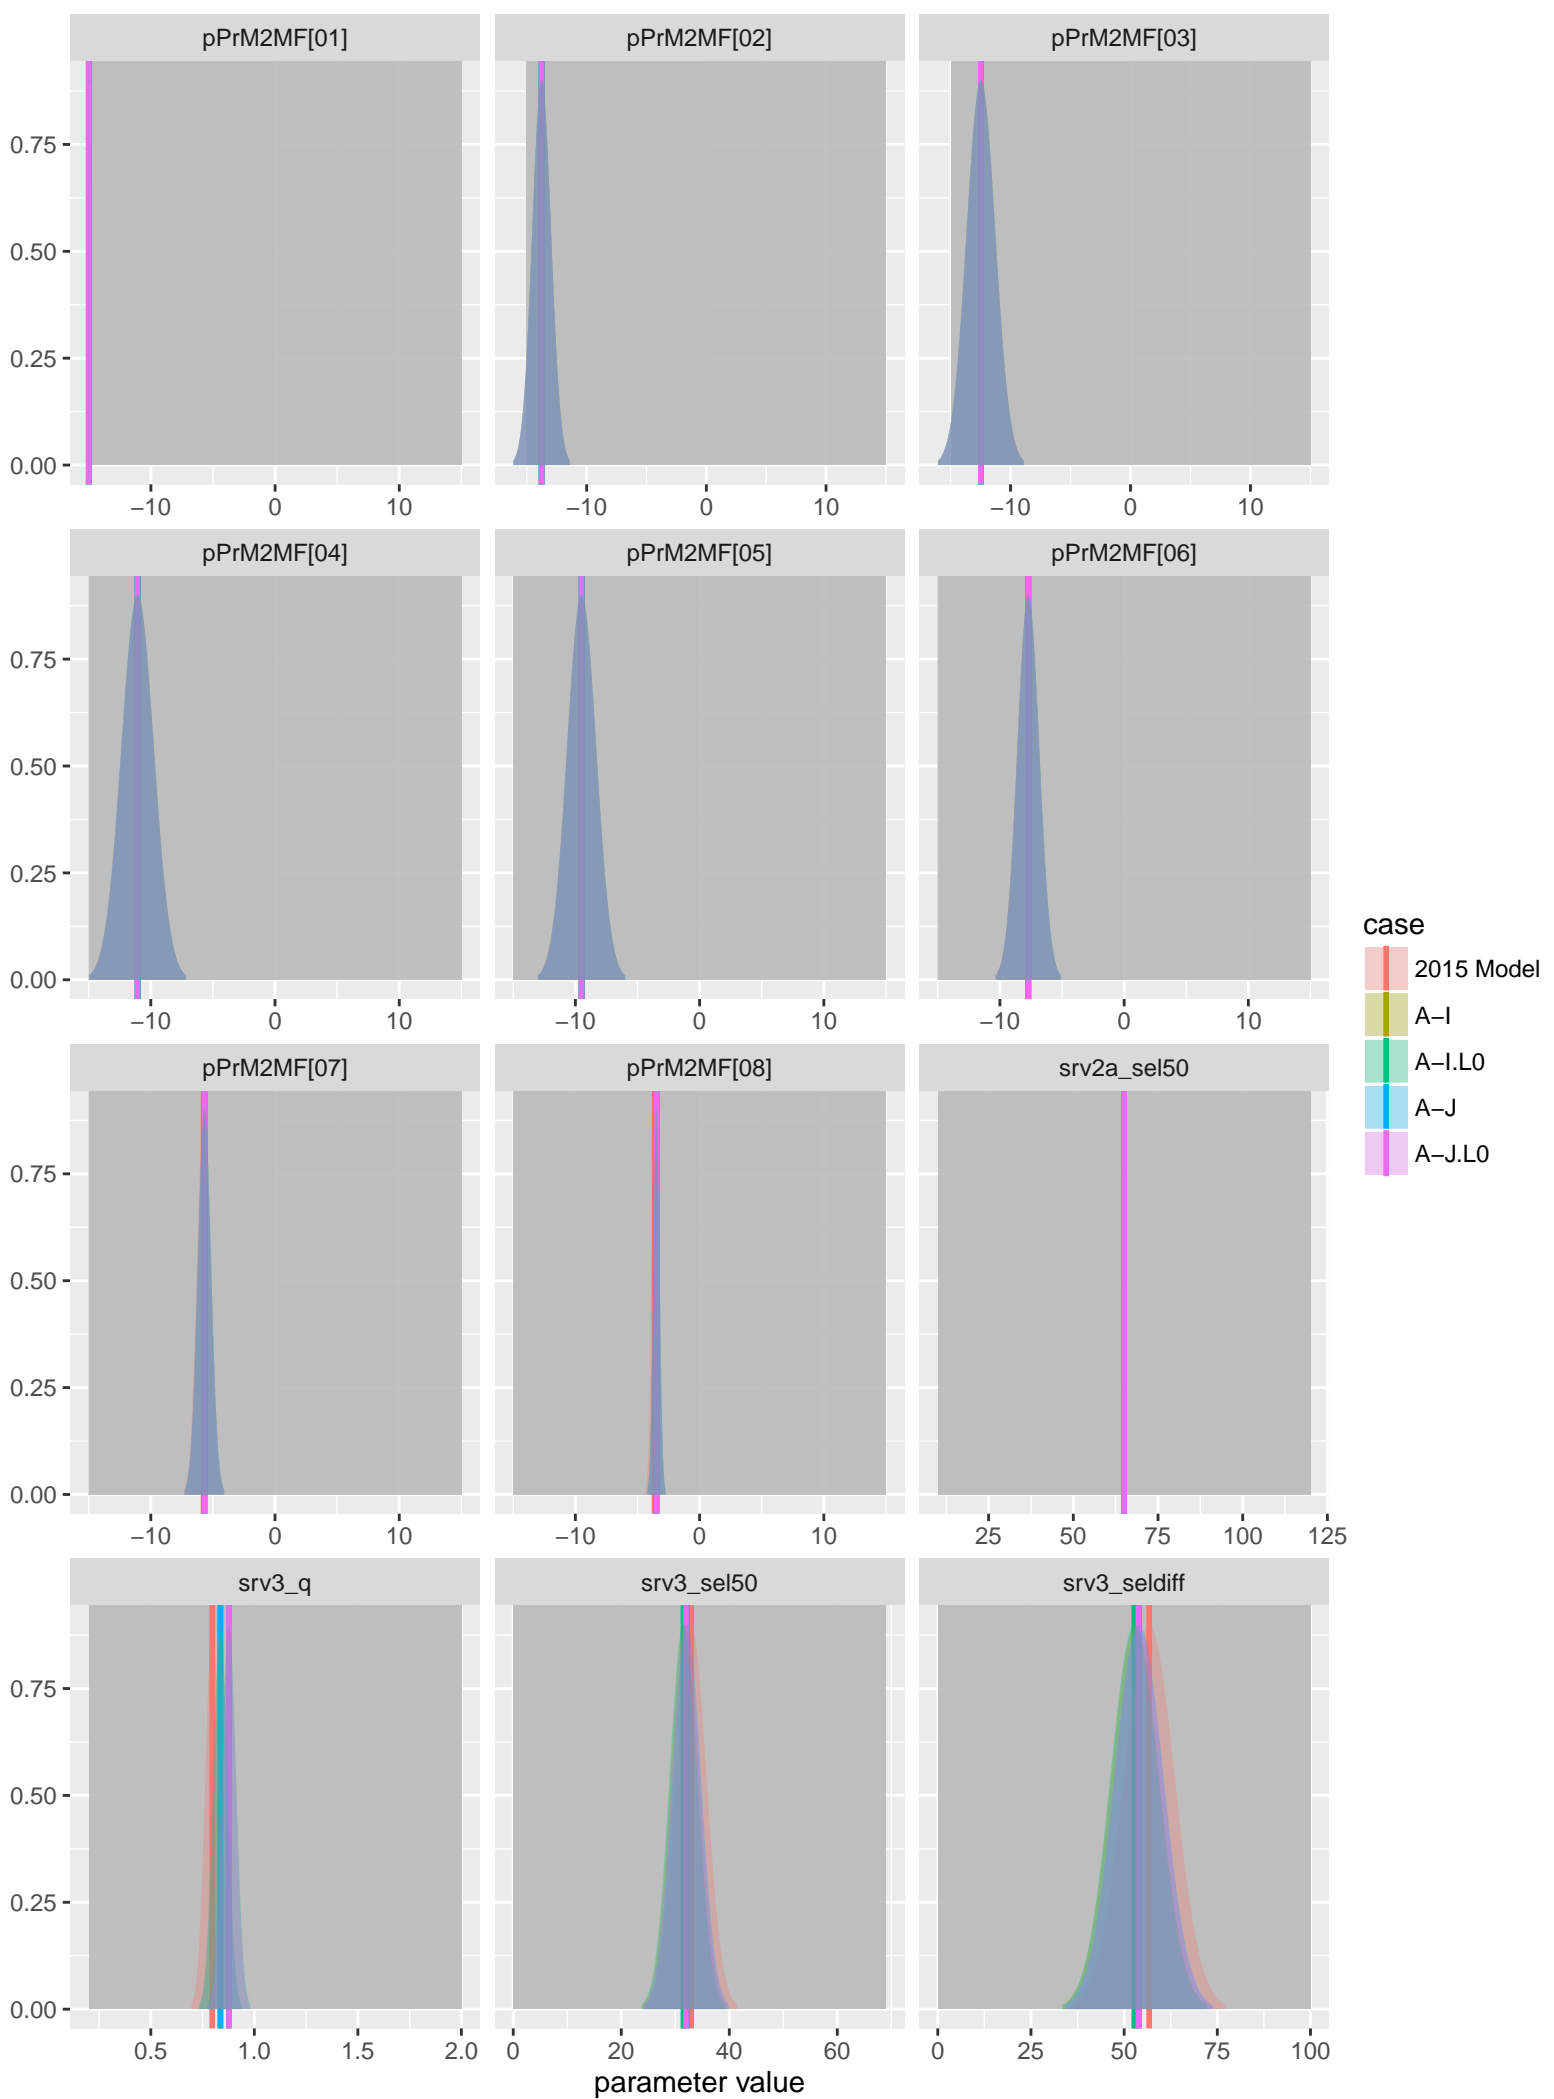 pPrM2MF[01] pPrM2MF[02] pPrM2MF[03]
0.75
0.50
0.25
0.00
−10 0 10 −10 0 10 −10 0 10
pPrM2MF[04] pPrM2MF[05] pPrM2MF[06]
0.75
0.50
0.25
0.00
−10 0 10 −10 0 10 −10 0 10
case
2015 Model
A−I
A−I.L0
A−J
A−J.L0
pPrM2MF[07] pPrM2MF[08] srv2a_sel50
0.75
0.50
0.25
0.00
−10 0 10 −10 0 10 25 50 75 100 125
srv3_q srv3_sel50 srv3_seldiff
0.75
0.50
0.25
0.00
0.5 1.0 1.5 2.0 0 20 40 60 0 25 50 75 100
parameter value